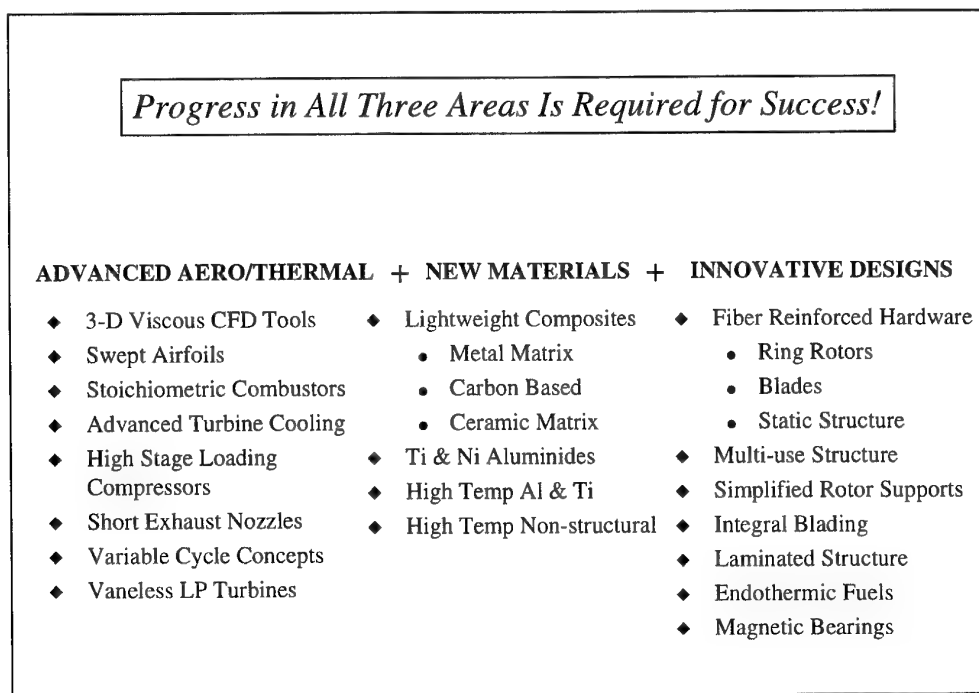 Progress in All Three Areas Is Required for Success!
ADVANCED AERO/THERMAL + NEW MATERIALS + INNOVATIVE DESIGNS
◆ 3-D Viscous CFD Tools
◆ Swept Airfoils
◆ Stoichiometric Combustors
◆ Advanced Turbine Cooling
◆ High Stage Loading
Compressors
◆ Short Exhaust Nozzles
◆ Variable Cycle Concepts
◆ Vaneless LP Turbines
◆ Lightweight Composites
• Metal Matrix
• Carbon Based
• Ceramic Matrix
◆ Ti & Ni Aluminides
◆ High Temp Al & Ti
◆ High Temp Non-structural
◆ Fiber Reinforced Hardware
• Ring Rotors
• Blades
• Static Structure
◆ Multi-use Structure
◆ Simplified Rotor Supports
◆ Integral Blading
◆ Laminated Structure
◆ Endothermic Fuels
◆ Magnetic Bearings